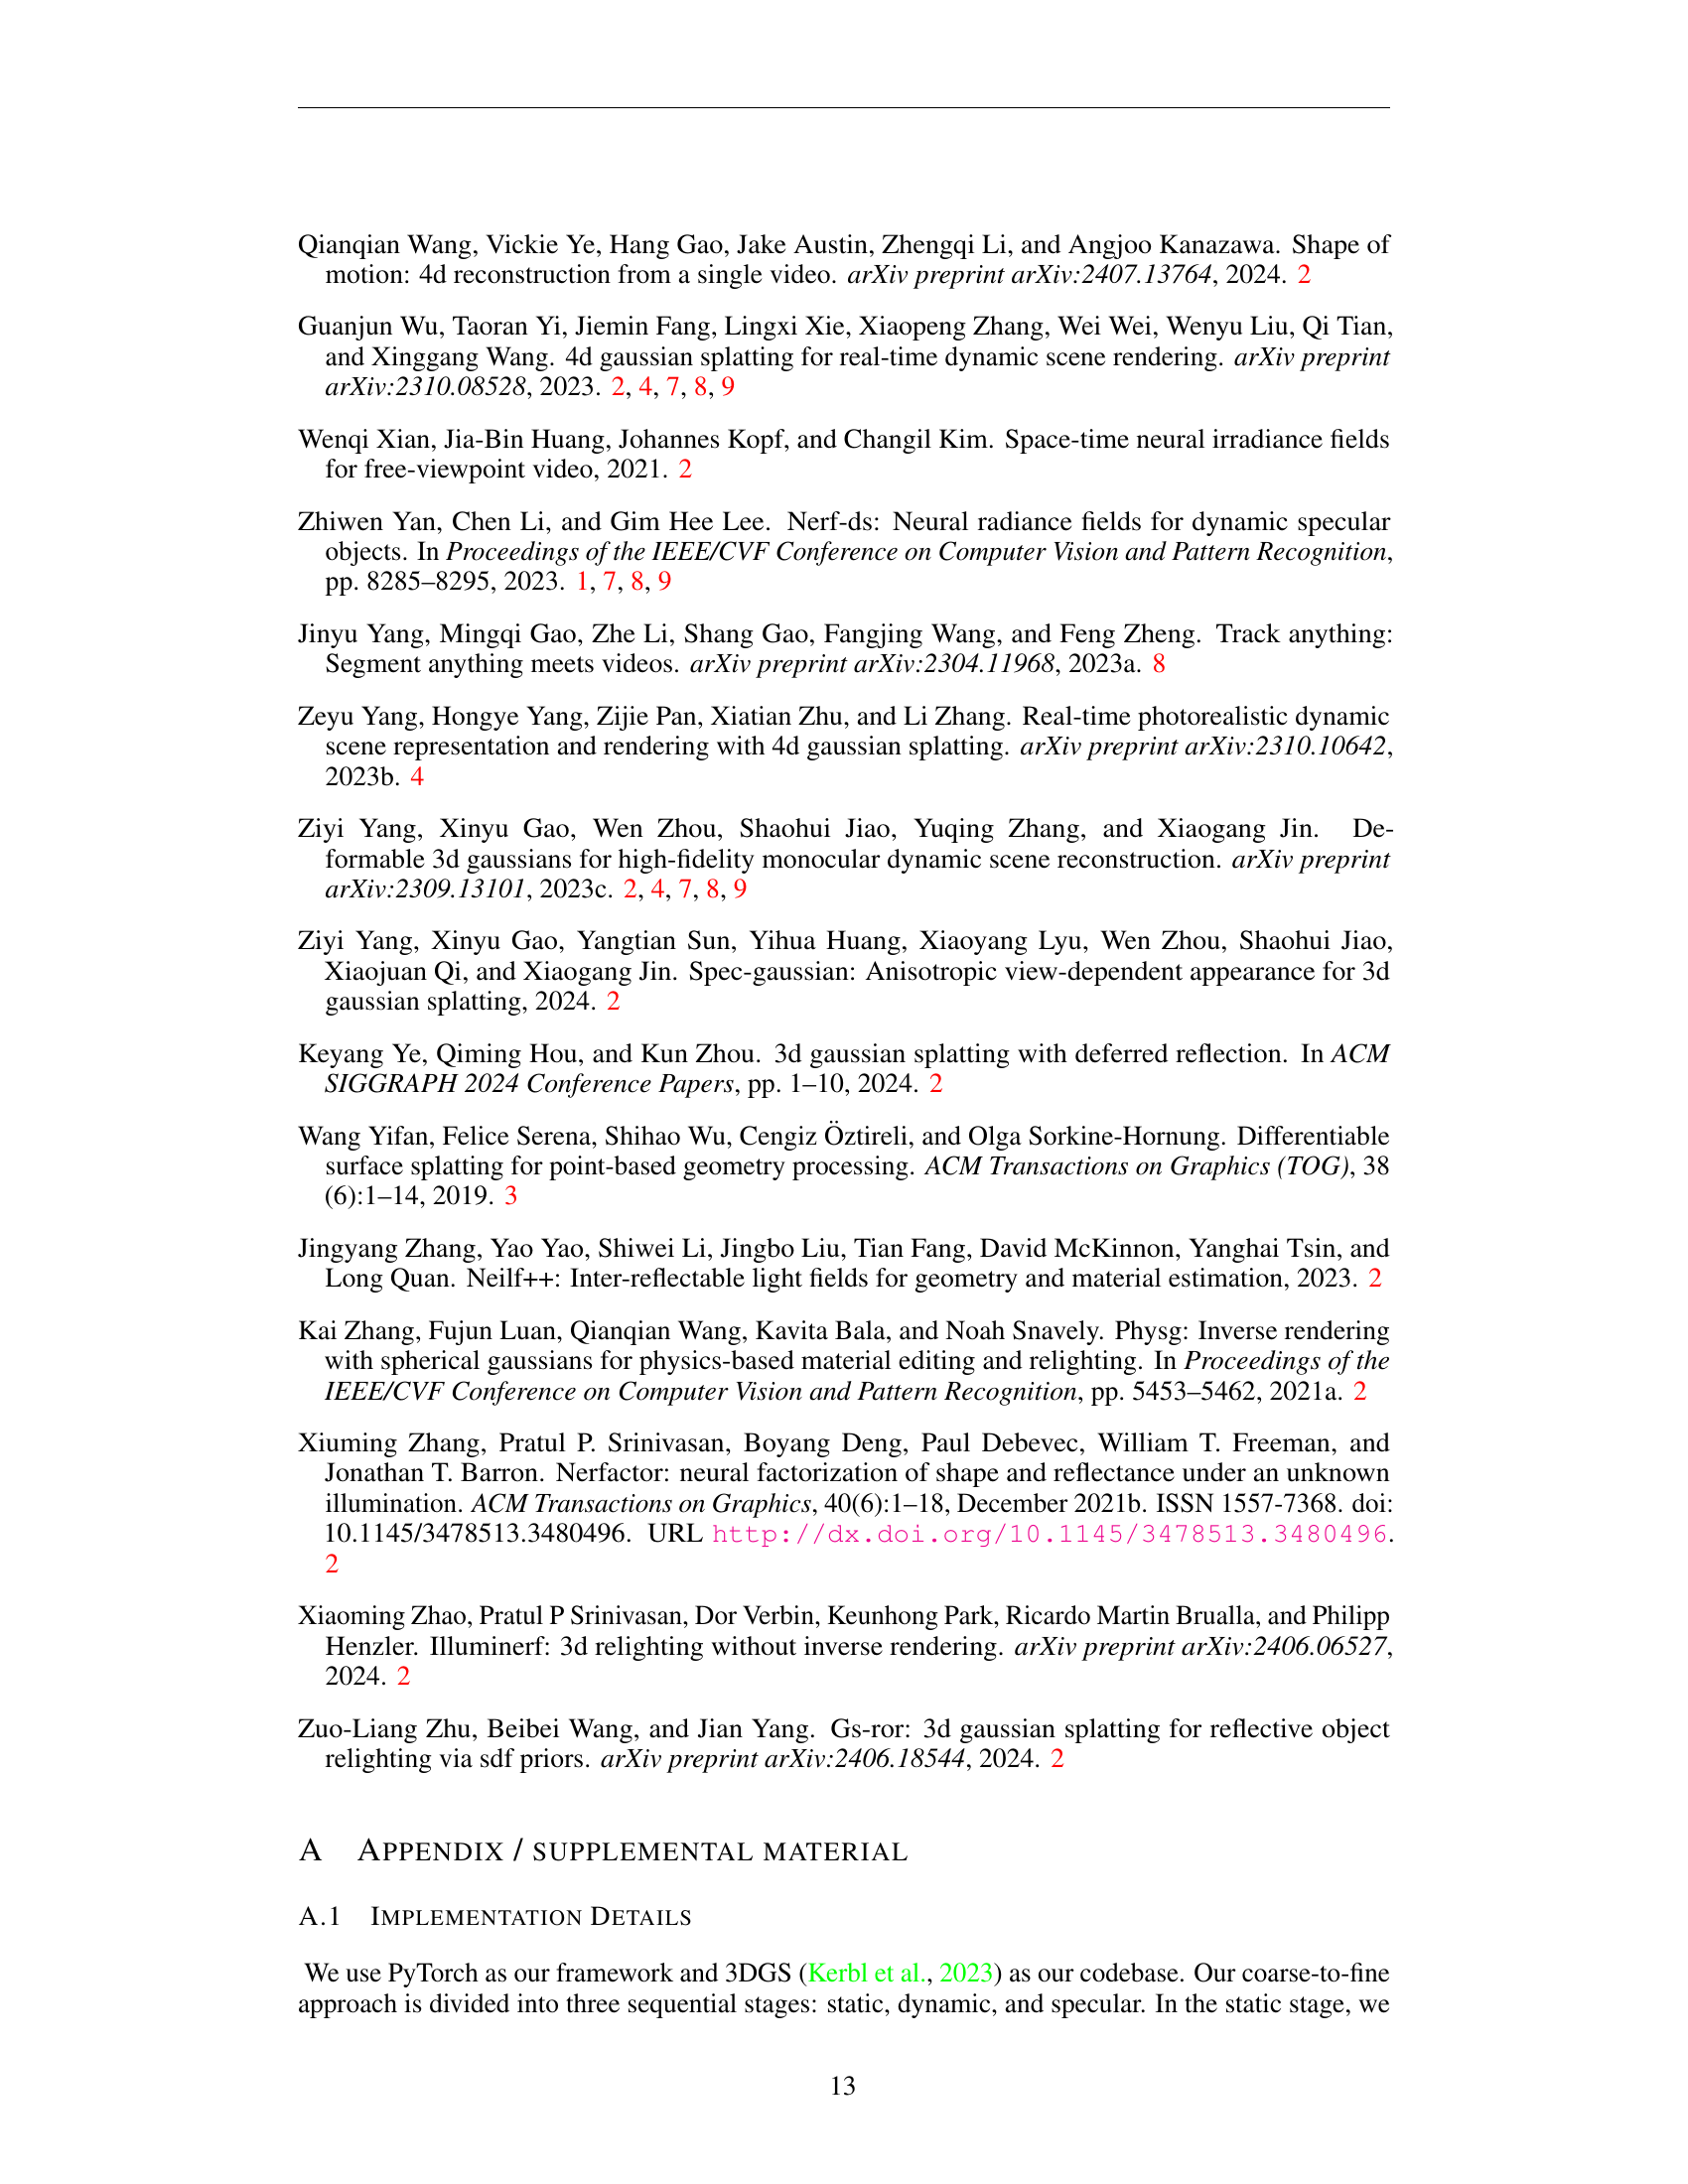 Qianqian Wang, Vickie Ye, Hang Gao, Jake Austin, Zhengqi Li, and Angjoo Kanazawa. Shape of
motion: 4d reconstruction from a single video. arXiv preprint arXiv:2407.13764, 2024. 2
Guanjun Wu, Taoran Yi, Jiemin Fang, Lingxi Xie, Xiaopeng Zhang, Wei Wei, Wenyu Liu, Qi Tian,
and Xinggang Wang. 4d gaussian splatting for real-time dynamic scene rendering. arXiv preprint
arXiv:2310.08528, 2023. 2, 4, 7, 8, 9
Wenqi Xian, Jia-Bin Huang, Johannes Kopf, and Changil Kim. Space-time neural irradiance fields
for free-viewpoint video, 2021. 2
Zhiwen Yan, Chen Li, and Gim Hee Lee. Nerf-ds: Neural radiance fields for dynamic specular
objects. In Proceedings of the IEEE/CVF Conference on Computer Vision and Pattern Recognition,
pp. 8285–8295, 2023. 1, 7, 8, 9
Jinyu Yang, Mingqi Gao, Zhe Li, Shang Gao, Fangjing Wang, and Feng Zheng. Track anything:
Segment anything meets videos. arXiv preprint arXiv:2304.11968, 2023a. 8
Zeyu Yang, Hongye Yang, Zijie Pan, Xiatian Zhu, and Li Zhang. Real-time photorealistic dynamic
scene representation and rendering with 4d gaussian splatting. arXiv preprint arXiv:2310.10642,
2023b. 4
Ziyi Yang, Xinyu Gao, Wen Zhou, Shaohui Jiao, Yuqing Zhang, and Xiaogang Jin. De-
formable 3d gaussians for high-fidelity monocular dynamic scene reconstruction. arXiv preprint
arXiv:2309.13101, 2023c. 2, 4, 7, 8, 9
Ziyi Yang, Xinyu Gao, Yangtian Sun, Yihua Huang, Xiaoyang Lyu, Wen Zhou, Shaohui Jiao,
Xiaojuan Qi, and Xiaogang Jin. Spec-gaussian: Anisotropic view-dependent appearance for 3d
gaussian splatting, 2024. 2
Keyang Ye, Qiming Hou, and Kun Zhou. 3d gaussian splatting with deferred reflection. In ACM
SIGGRAPH 2024 Conference Papers, pp. 1–10, 2024. 2
Wang Yifan, Felice Serena, Shihao Wu, Cengiz Öztireli, and Olga Sorkine-Hornung. Differentiable
surface splatting for point-based geometry processing. ACM Transactions on Graphics (TOG), 38
(6):1–14, 2019. 3
Jingyang Zhang, Yao Yao, Shiwei Li, Jingbo Liu, Tian Fang, David McKinnon, Yanghai Tsin, and
Long Quan. Neilf++: Inter-reflectable light fields for geometry and material estimation, 2023. 2
Kai Zhang, Fujun Luan, Qianqian Wang, Kavita Bala, and Noah Snavely. Physg: Inverse rendering
with spherical gaussians for physics-based material editing and relighting. In Proceedings of the
IEEE/CVF Conference on Computer Vision and Pattern Recognition, pp. 5453–5462, 2021a. 2
Xiuming Zhang, Pratul P. Srinivasan, Boyang Deng, Paul Debevec, William T. Freeman, and
Jonathan T. Barron. Nerfactor: neural factorization of shape and reflectance under an unknown
illumination. ACM Transactions on Graphics, 40(6):1–18, December 2021b. ISSN 1557-7368. doi:
10.1145/3478513.3480496. URL http://dx.doi.org/10.1145/3478513.3480496.
2
Xiaoming Zhao, Pratul P Srinivasan, Dor Verbin, Keunhong Park, Ricardo Martin Brualla, and Philipp
Henzler. Illuminerf: 3d relighting without inverse rendering. arXiv preprint arXiv:2406.06527,
2024. 2
Zuo-Liang Zhu, Beibei Wang, and Jian Yang. Gs-ror: 3d gaussian splatting for reflective object
relighting via sdf priors. arXiv preprint arXiv:2406.18544, 2024. 2
A APPENDIX / SUPPLEMENTAL MATERIAL
A.1 IMPLEMENTATION DETAILS
We use PyTorch as our framework and 3DGS (Kerbl et al., 2023) as our codebase. Our coarse-to-fine
approach is divided into three sequential stages: static, dynamic, and specular. In the static stage, we
13